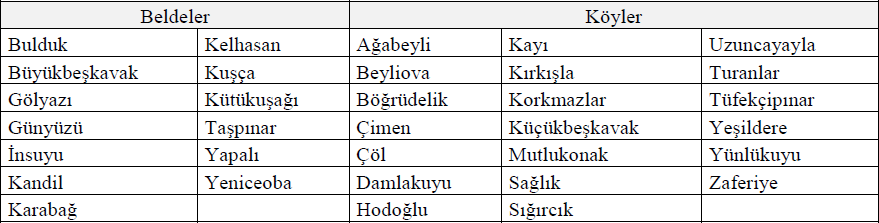 Beldeler Köyler
Bulduk Kelhasan Ağabeyli Kayı Uzuncayayla
Büyükbeşkavak Kuşça Beyliova Kırkışla Turanlar
Gölyazı Kütükuşağı Böğrüdelik Korkmazlar Tüfekçipınar
Günyüzü Taşpınar Çimen Küçükbeşkavak Yeşildere
İnsuyu Yapalı Çöl Mutlukonak Yünlükuyu
Kandil Yeniceoba Damlakuyu Sağlık Zaferiye
Karabağ Hodoğlu Sığırcık